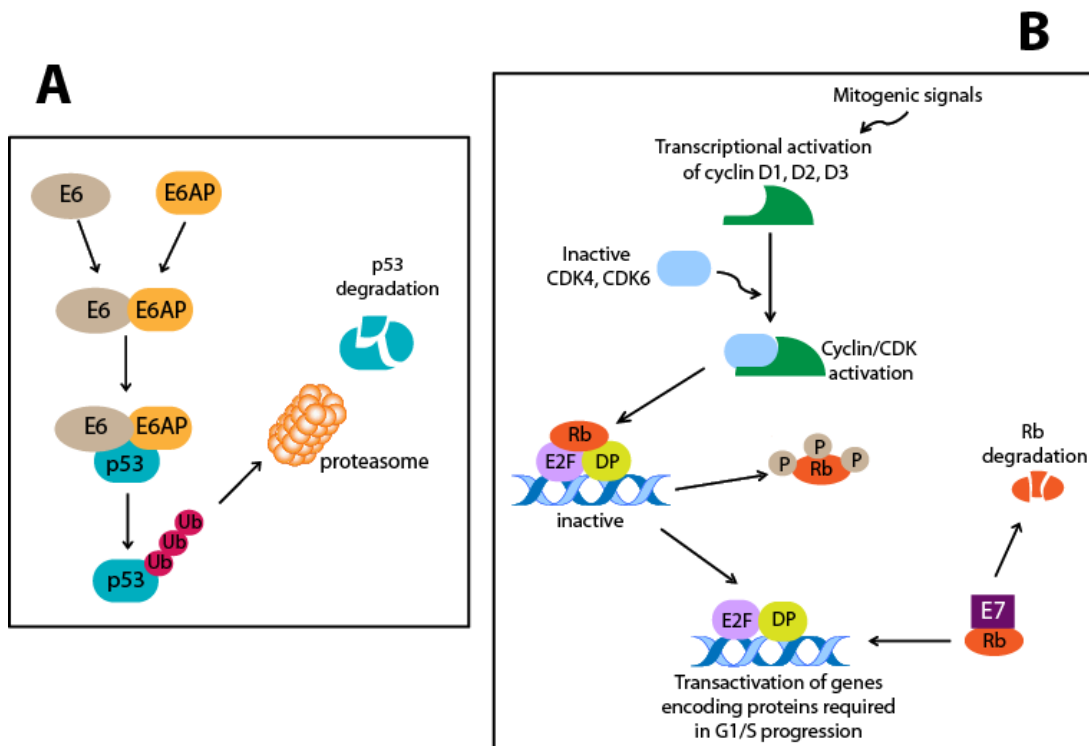 A
E6
E6AP
E6
E6AP
E6
E6AP
p53
p53
Ub
Ub
Ub
proteasome
p53
degradation
B
Mitogenic signals
Transcriptional activation
of cyclin D1, D2, D3
Inactive
CDK4, CDK6
Cyclin/CDK
activation
Rb
E2F
DP
inactive
P
P
P
Rb
Rb
degradation
E7
Rb
E2F
DP
Transactivation of genes
encoding proteins required
in G1/S progression